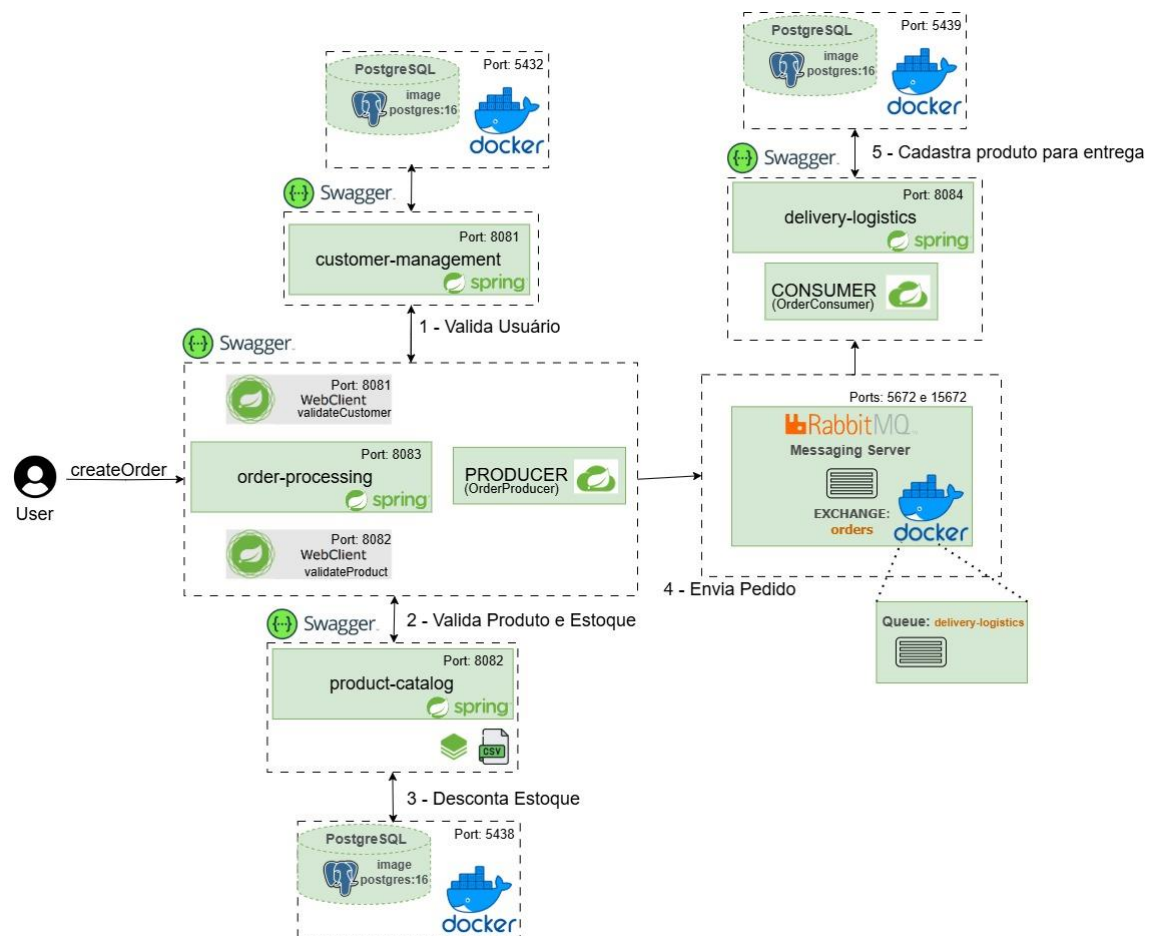 PostgreSQL
Port: 5432
image
postgres:16
docker
Swagger
Port: 8081
customer-management
spring
1 - Valida Usuário
Swagger
Port: 8081
WebClient
validateCustomer
User
createOrder
Port: 8083
order-processing
spring
PRODUCER
(OrderProducer)
Port: 8082
WebClient
validateProduct
2 - Valida Produto e Estoque
Swagger
Port: 8082
product-catalog
spring
CSV
3 - Desconta Estoque
PostgreSQL
Port: 5438
image
postgres:16
docker
4 - Envia Pedido
Ports: 5672 e 15672
RabbitMQ
Messaging Server
EXCHANGE:
orders
docker
Queue: delivery-logistics
PostgreSQL
Port: 5439
image
postgres:16
docker
5 - Cadastra produto para entrega
Swagger
Port: 8084
delivery-logistics
spring
CONSUMER
(OrderConsumer)